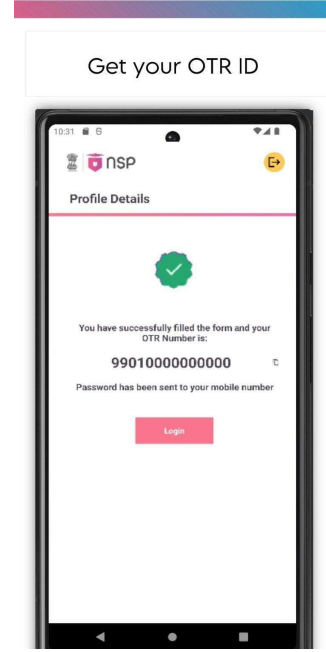 Get your OTR ID
10:31
nsp
Profile Details
You have successfully filled the form and your
OTR Number is:
99010000000000
Password has been sent to your mobile number
Login